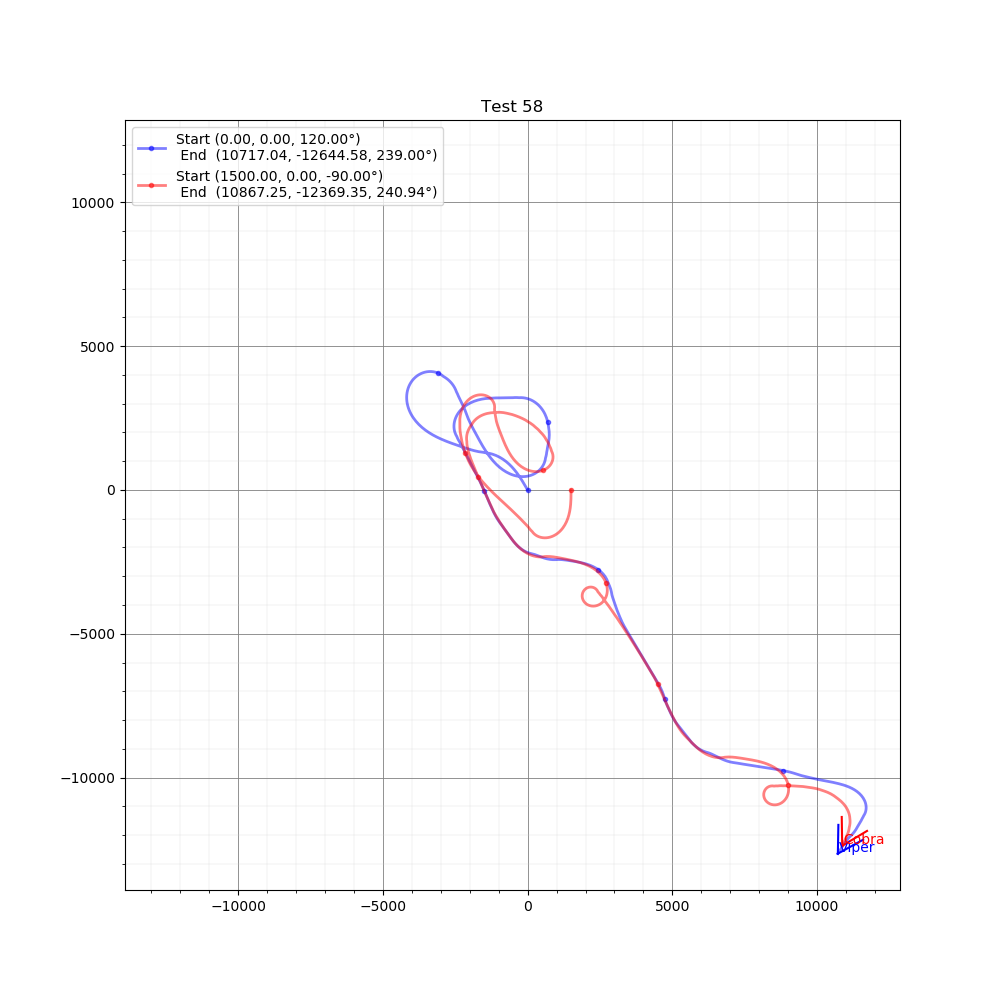 Test 58
Start (0.00, 0.00, 120.00°)
End (10717.04, -12644.58, 239.00°)
Start (1500.00, 0.00, -90.00°)
End (10867.25, -12369.35, 240.94°)
10000
5000
0
−5000
−10000
Cobra
Viper
−10000 −5000 0 5000 10000